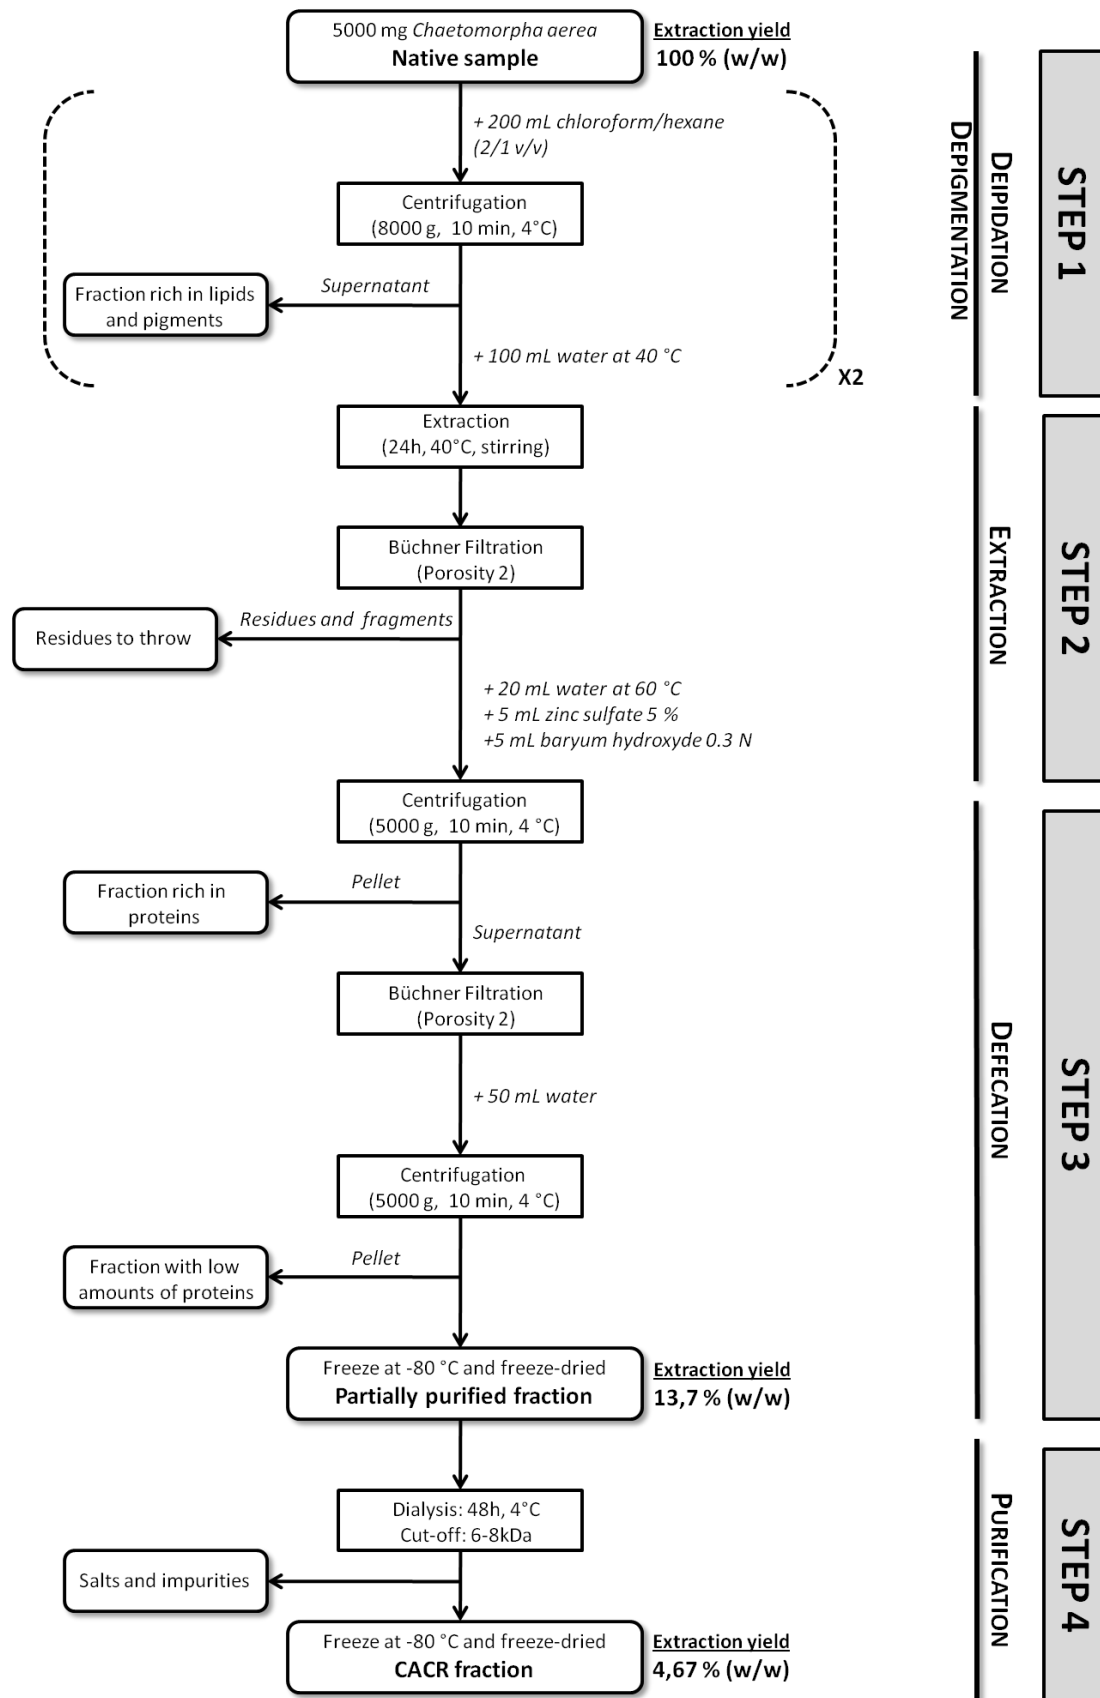 5000 mg Chaetomorpha aerea
Native sample
Extraction yield
100 % (w/w)
+ 200 mL chloroform/hexane
(2/1 v/v)
Centrifugation
(8000 g, 10 min, 4°C)
Supernatant
Fraction rich in lipids
and pigments
+ 100 mL water at 40 °C
X2
DEIPIDATION
DEPIGMENTATION
STEP 1
Extraction
(24h, 40°C, stirring)
Büchner Filtration
(Porosity 2)
Residues and fragments
Residues to throw
+ 20 mL water at 60 °C
+ 5 mL zinc sulfate 5 %
+5 mL baryum hydroxyde 0.3 N
EXTRACTION
STEP 2
Centrifugation
(5000 g, 10 min, 4 °C)
Pellet
Fraction rich in
proteins
Supernatant
Büchner Filtration
(Porosity 2)
+ 50 mL water
Centrifugation
(5000 g, 10 min, 4 °C)
Pellet
Fraction with low
amounts of proteins
Freeze at -80 °C and freeze-dried
Partially purified fraction
Extraction yield
13,7 % (w/w)
DEFECATION
STEP 3
Dialysis: 48h, 4°C
Cut-off: 6-8kDa
Salts and impurities
Freeze at -80 °C and freeze-dried
CACR fraction
Extraction yield
4,67 % (w/w)
PURIFICATION
STEP 4